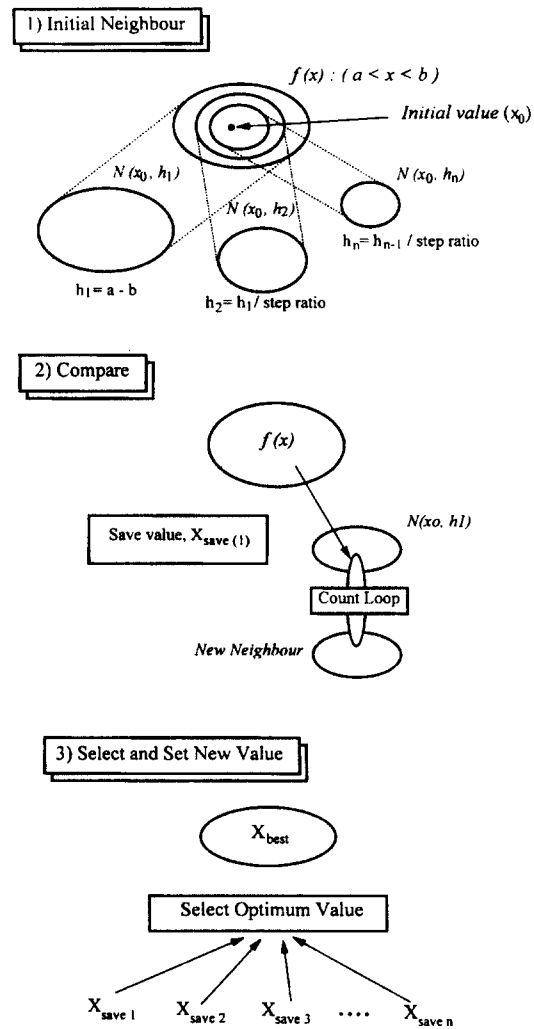 1) Initial Neighbour
f(x) : ( a < x < b )
Initial value (x0)
N (x0, h1)
N (x0, h2)
N (x0, hn)
h1= a - b
h2= h1/ step ratio
hn= hn-1 / step ratio
2) Compare
f(x)
N(xo, h1)
Save value, Xsave (1)
Count Loop
New Neighbour
3) Select and Set New Value
Xbest
Select Optimum Value
Xsave 1 Xsave 2 Xsave 3 .... Xsave n